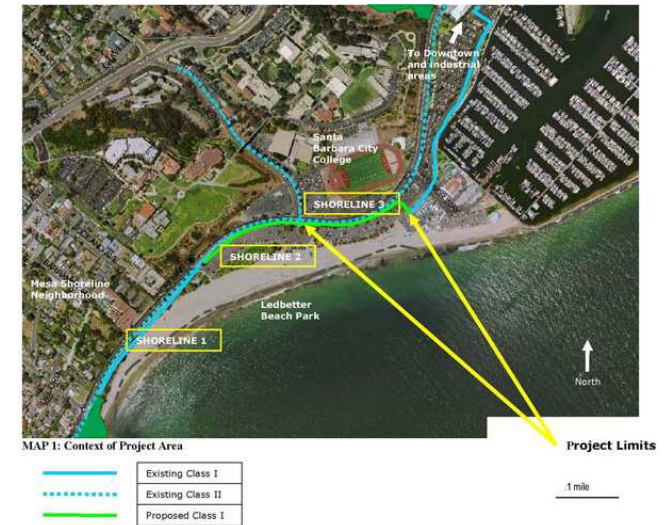 To Downtown
and industrial
areas
Santa
Barbara City
College
SHORELINE 3
SHORELINE 2
Mesa Shoreline
Neighborhood
Ledbetter
Beach Park
SHORELINE 1
North
MAP 1: Context of Project Area
Project Limits
Existing Class I
Existing Class II
Proposed Class I
.1 mile